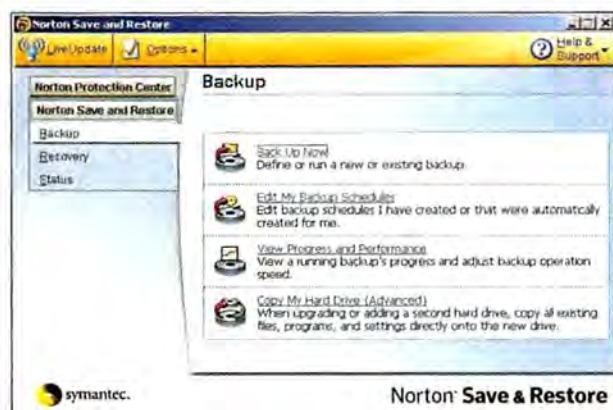 Norton Save and Restore
LiveUpdate Options Help & Support
Norton Protection Center
Norton Save and Restore
Backup
Recovery
Status
Backup
Back Up Now
Define or run a new or existing backup.
Edit My Backup Schedules
Edit backup schedules I have created or that were automatically
created for me.
View Progress and Performance
View a running backup's progress and adjust backup operation
speed.
Copy My Hard Drive (Advanced)
When upgrading or adding a second hard drive, copy all existing
files, programs, and settings directly onto the new drive.
symantec.
Norton Save & Restore